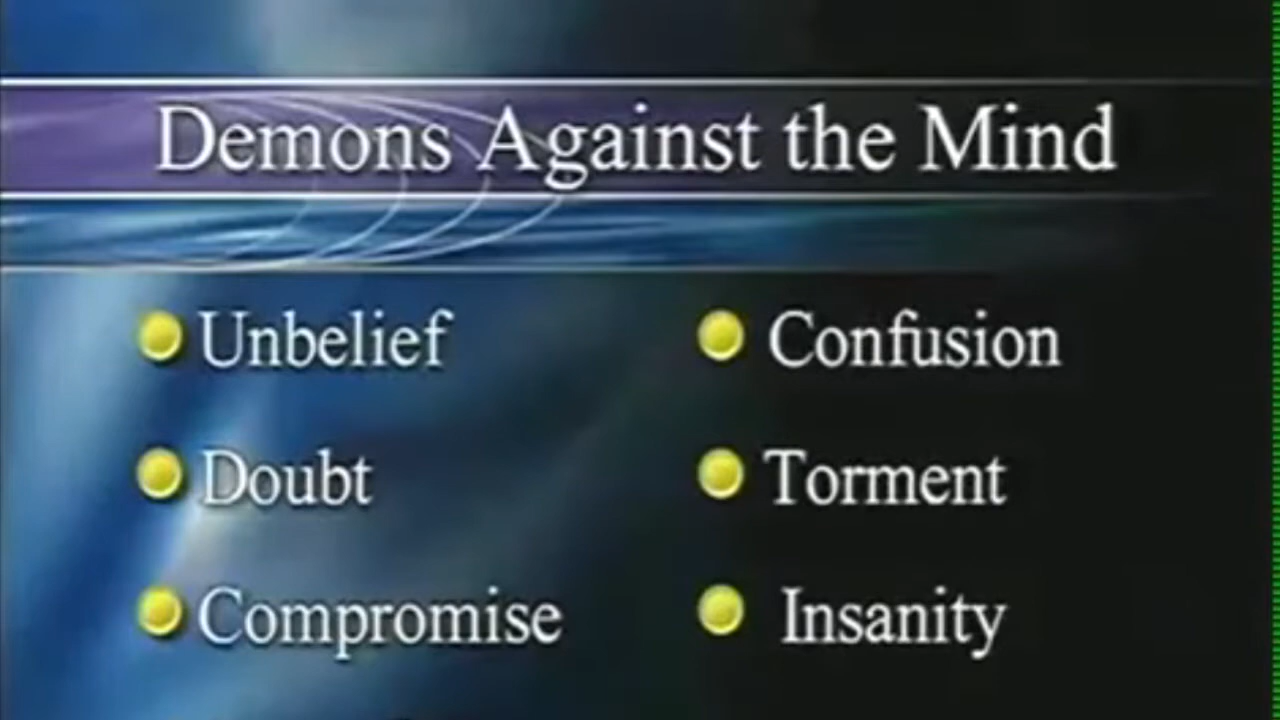 Demons Against the Mind
Unbelief
Doubt
Compromise
Confusion
Torment
Insanity